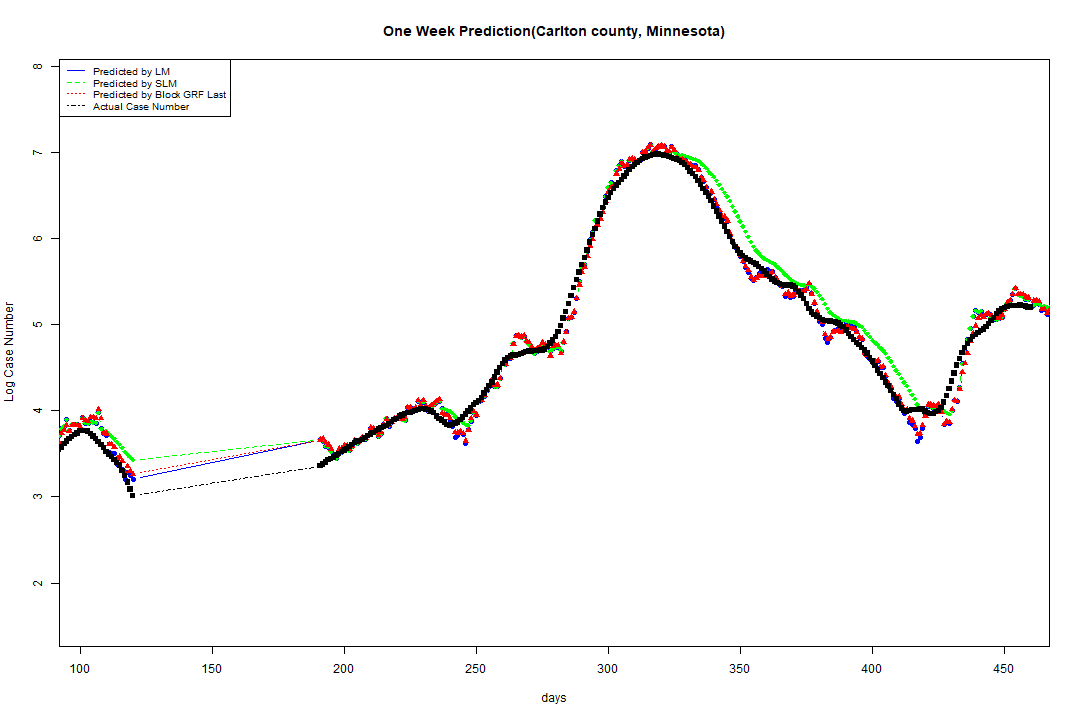 One Week Prediction(Carlton county, Minnesota)
Predicted by LM
Predicted by SLM
Predicted by Block GRF Last
Actual Case Number
8
7
6
5
4
3
2
Log Case Number
100 150 200 250 300 350 400 450
days